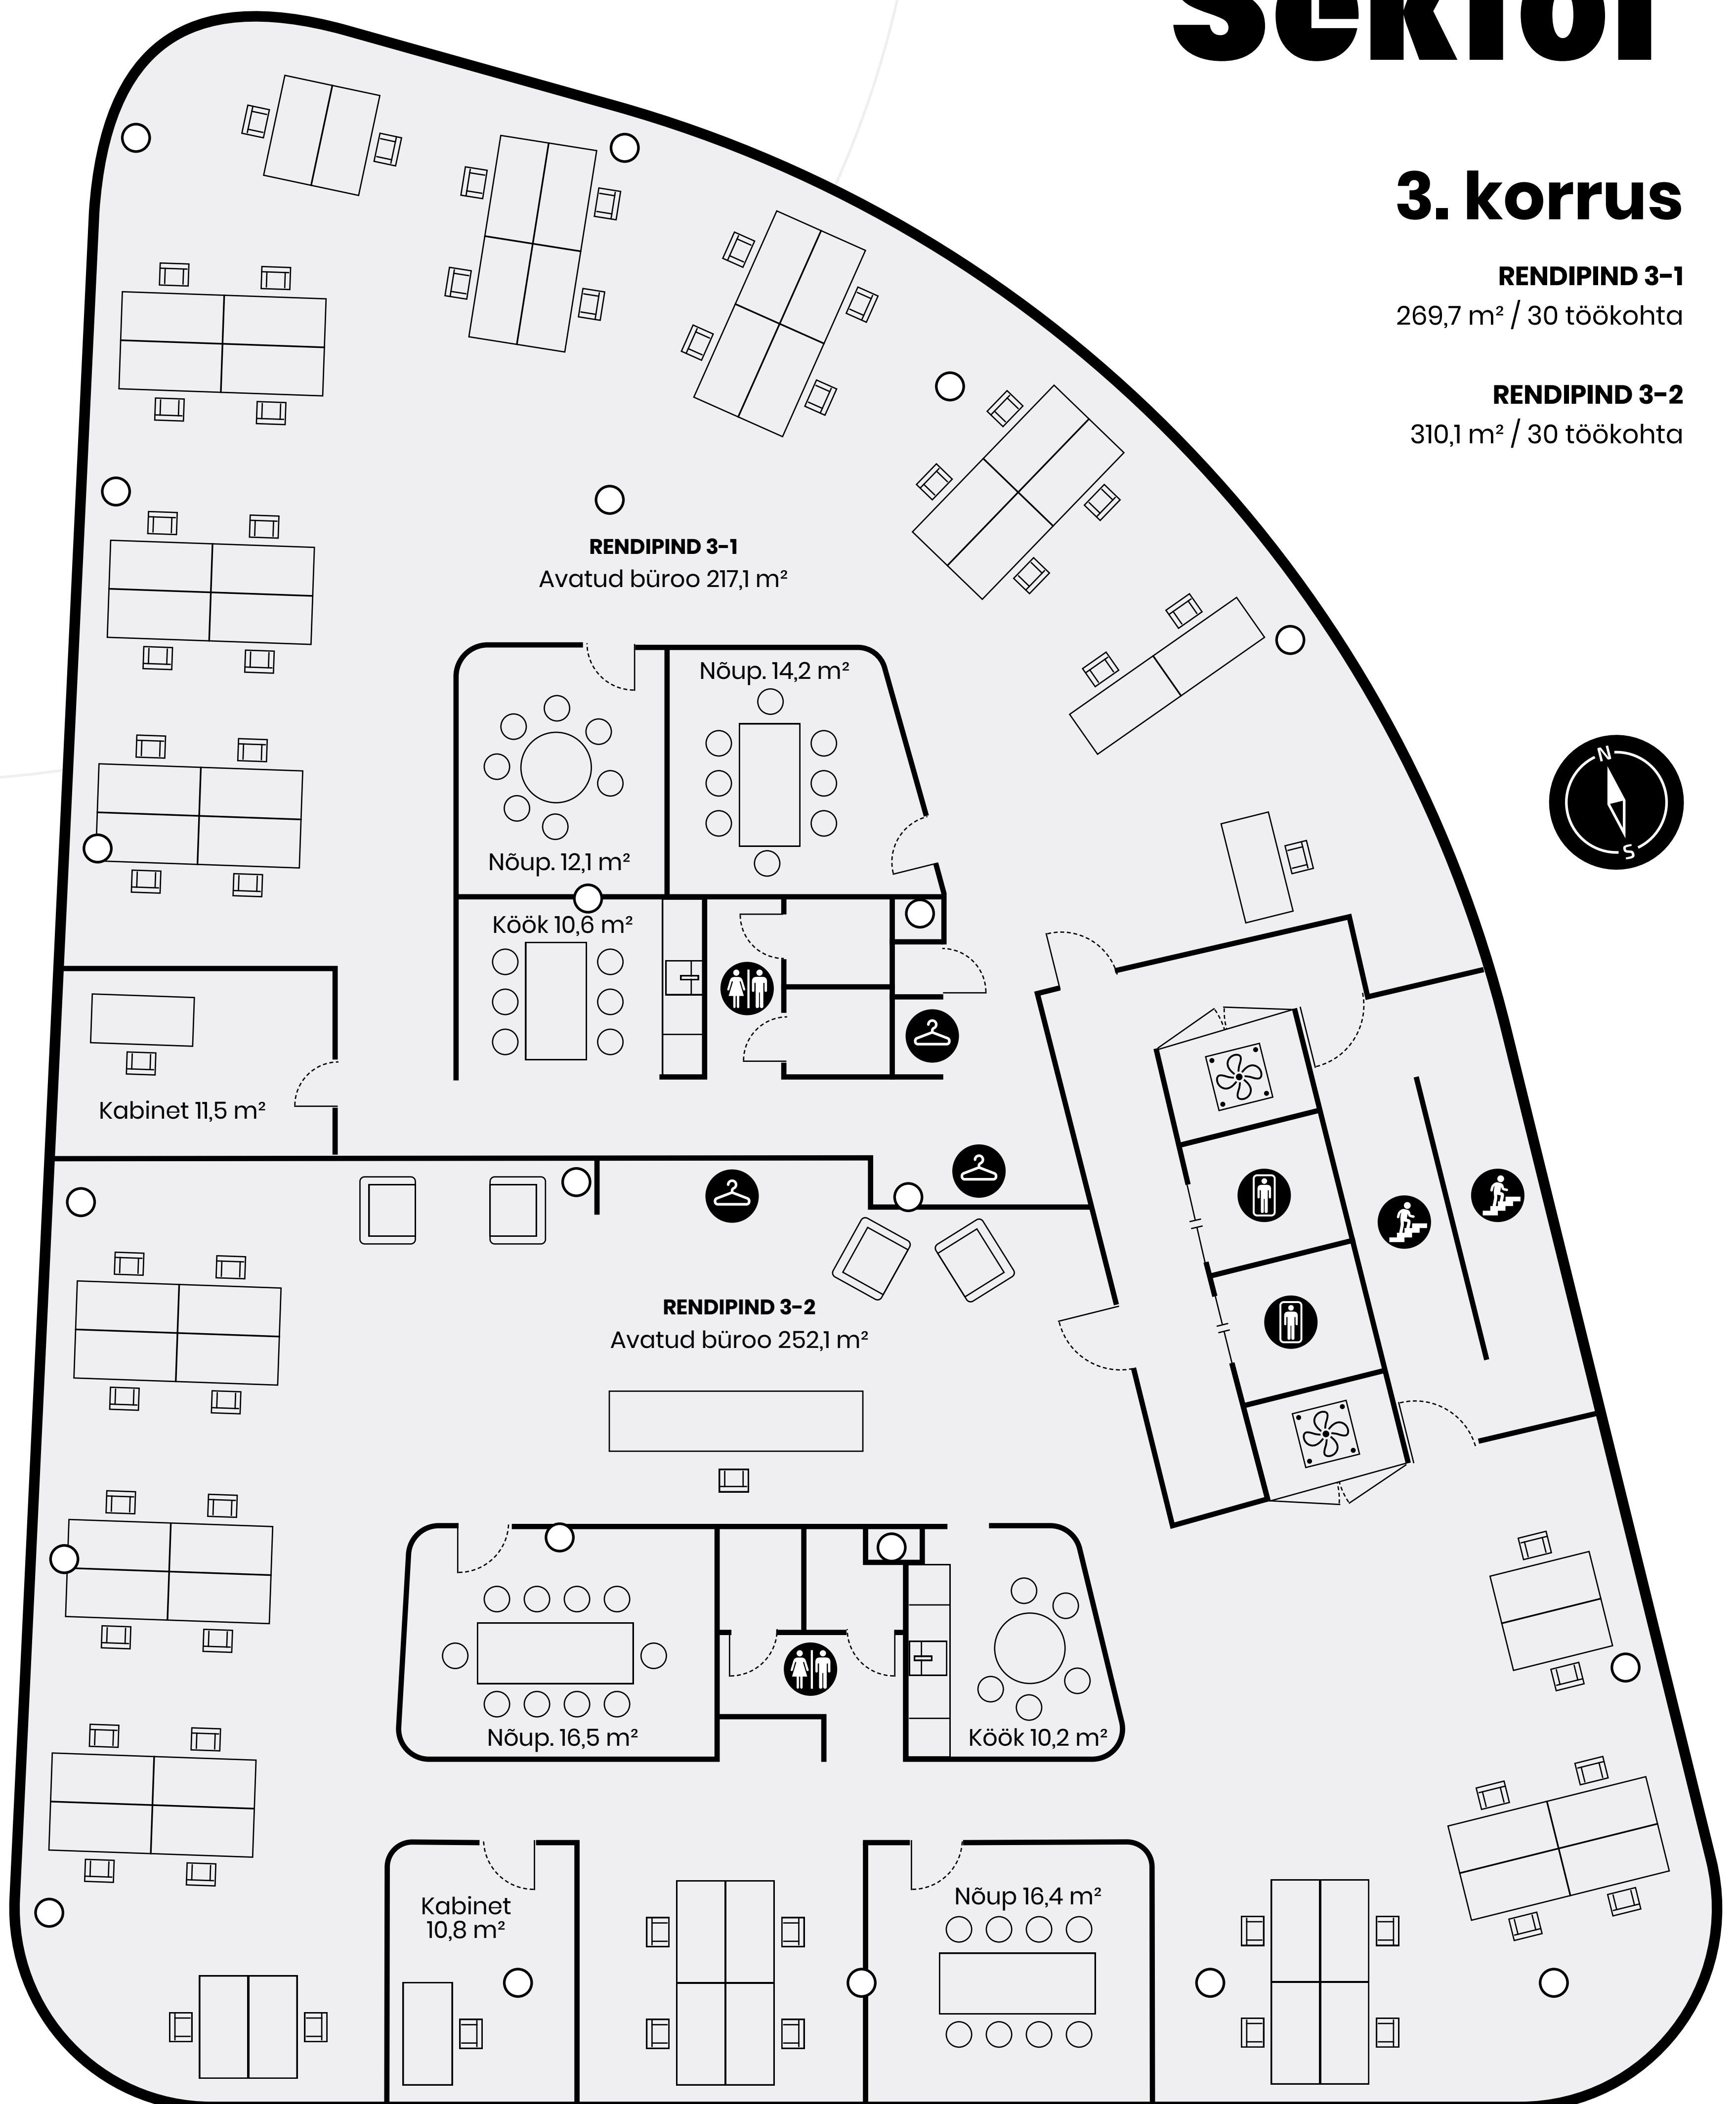 Sektor
3. korrus
RENDIPIND 3-1
269,7 m² / 30 töökohta
RENDIPIND 3-2
310,1 m² / 30 töökohta
RENDIPIND 3-1
Avatud büroo 217,1 m²
Nõup. 14,2 m²
N
S
Nõup. 12,1 m²
Köök 10,6 m²
Kabinet 11,5 m²
RENDIPIND 3-2
Avatud büroo 252,1 m²
Nõup. 16,5 m²
Köök 10,2 m²
Kabinet
10,8 m²
Nõup 16,4 m²